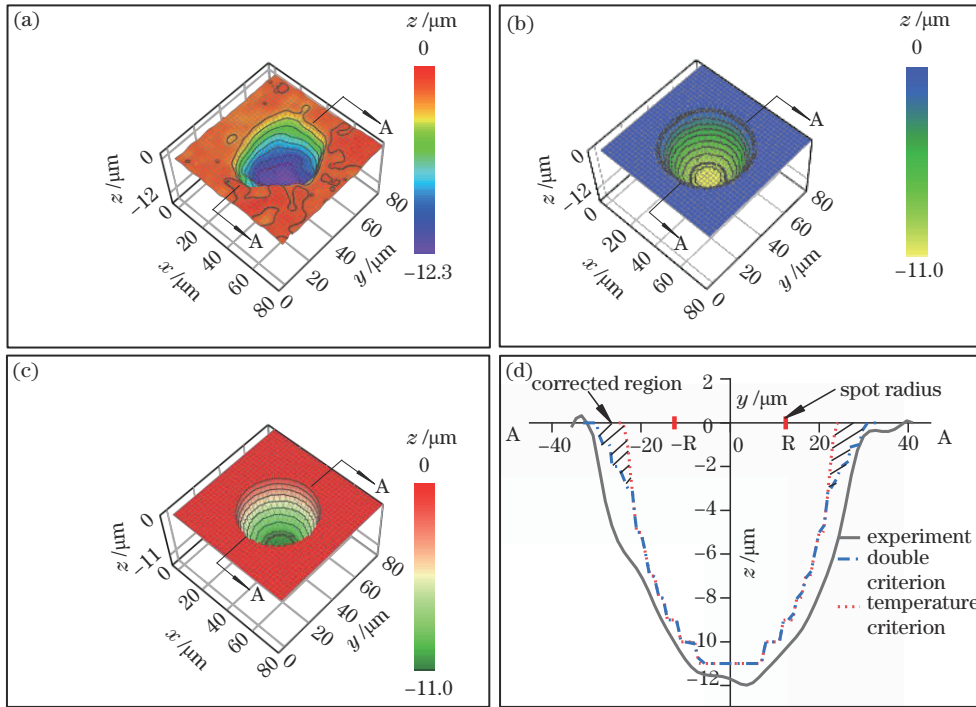 (a)
z /μm
0
−12.3
A
A
0
−12
z /μm
0
20
40
60
80
x /μm
0
20
40
60
80
y /μm
(b)
z /μm
0
−11.0
A
A
0
−12
z /μm
0
20
40
60
80
x /μm
0
20
40
60
80
y /μm
(c)
z /μm
0
−11.0
A
A
0
−11
z /μm
0
20
40
60
80
x /μm
0
20
40
60
80
y /μm
(d)
corrected region
spot radius
y /μm
A
A
−40
−20
−R
0
R
20
40
2
0
−2
−4
−6
−8
−10
−12
z /μm
experiment
double
criterion
temperature
criterion